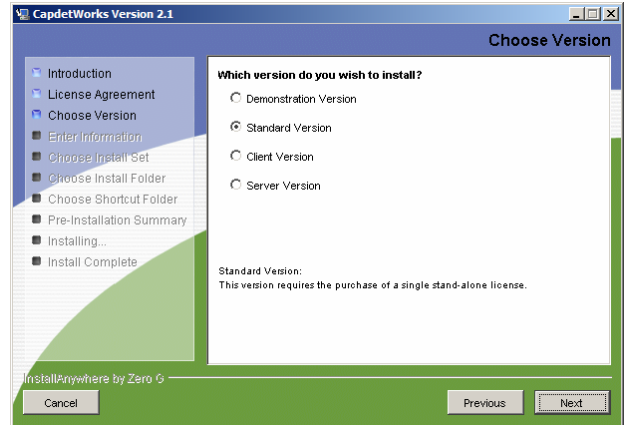 CapdetWorks Version 2.1
Choose Version
Introduction
License Agreement
Choose Version
Enter Information
Choose Install Set
Choose Install Folder
Choose Shortcut Folder
Pre-Installation Summary
Installing...
Install Complete
Which version do you wish to install?
Demonstration Version
Standard Version
Client Version
Server Version
Standard Version:
This version requires the purchase of a single stand-alone license.
InstallAnywhere by Zero G
Cancel
Previous
Next